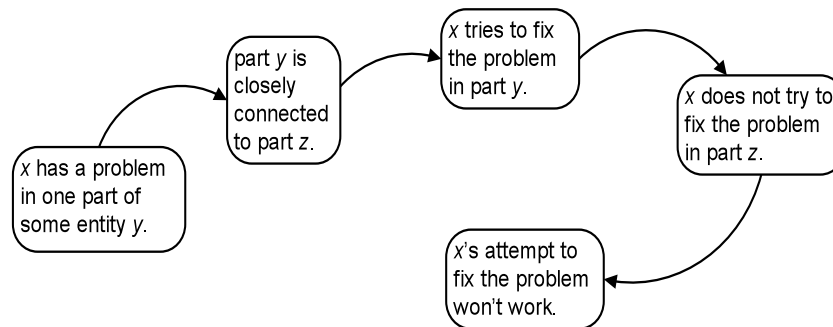 x has a problem
in one part of
some entity y.
part y is
closely
connected
to part z.
x tries to fix
the problem
in part y.
x does not try to
fix the problem
in part z.
x's attempt to
fix the problem
won't work.